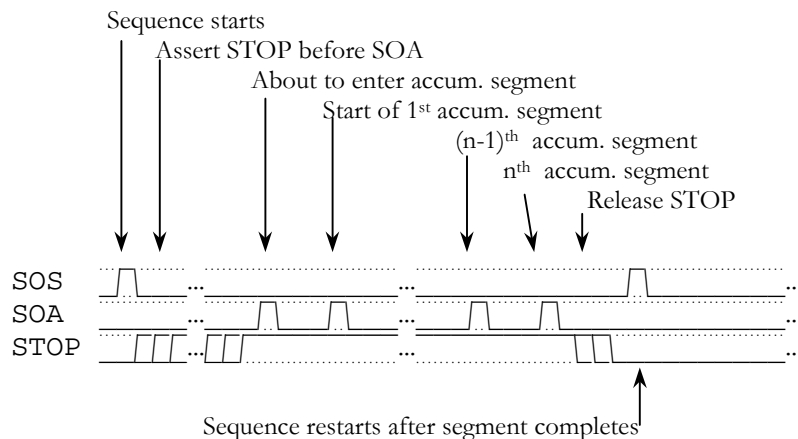 Sequence starts
Assert STOP before SOA
About to enter accum. segment
Start of 1st accum. segment
(n-1)th accum. segment
nth accum. segment
Release STOP
SOS
... ... ...
SOA
... ... ...
STOP
... ... ...
Sequence restarts after segment completes